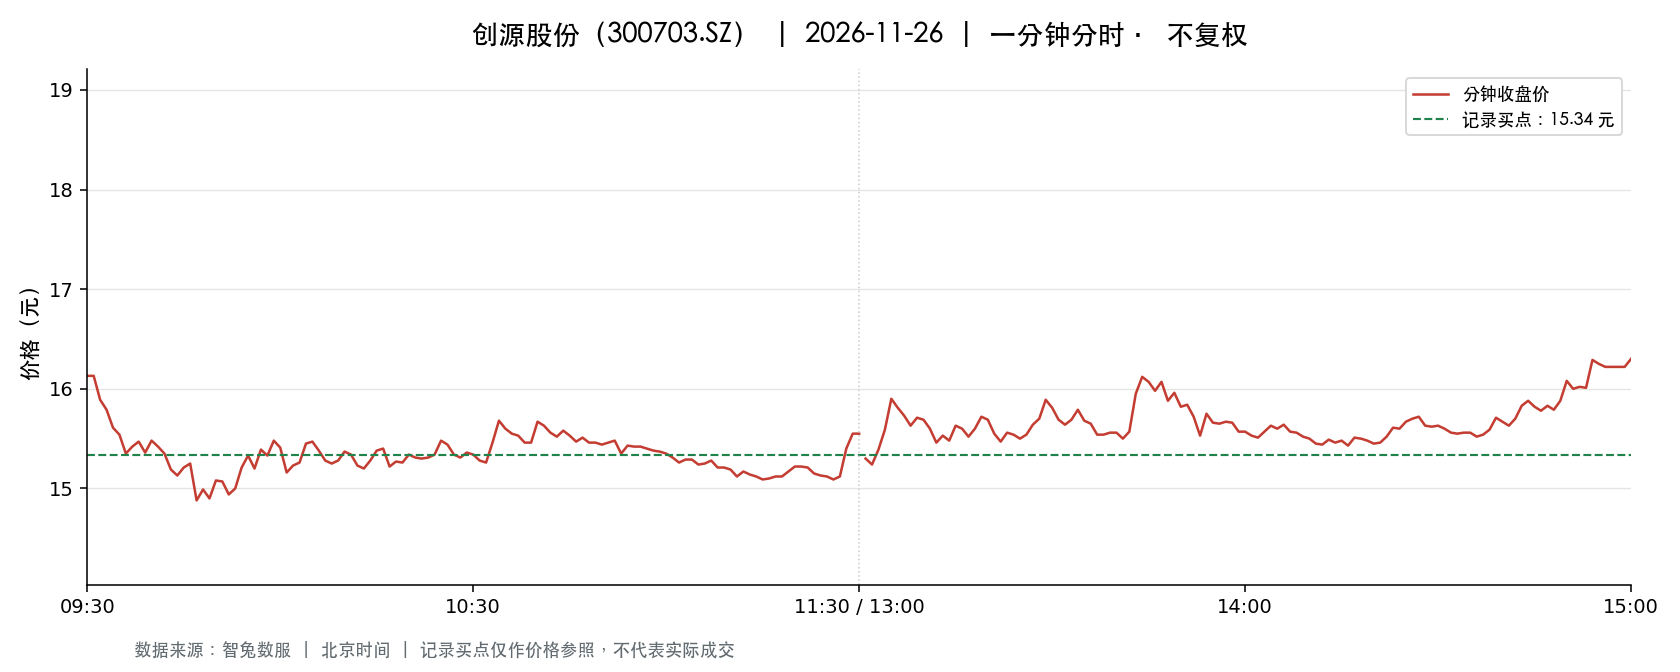 创源股份（300703.SZ） | 2026-11-26 | 一分钟分时 · 不复权
分钟收盘价
记录买点：15.34 元
价格（元）
19
18
17
16
15
09:30
10:30
11:30 / 13:00
14:00
15:00
数据来源：智兔数服 | 北京时间 | 记录买点仅作价格参照，不代表实际成交